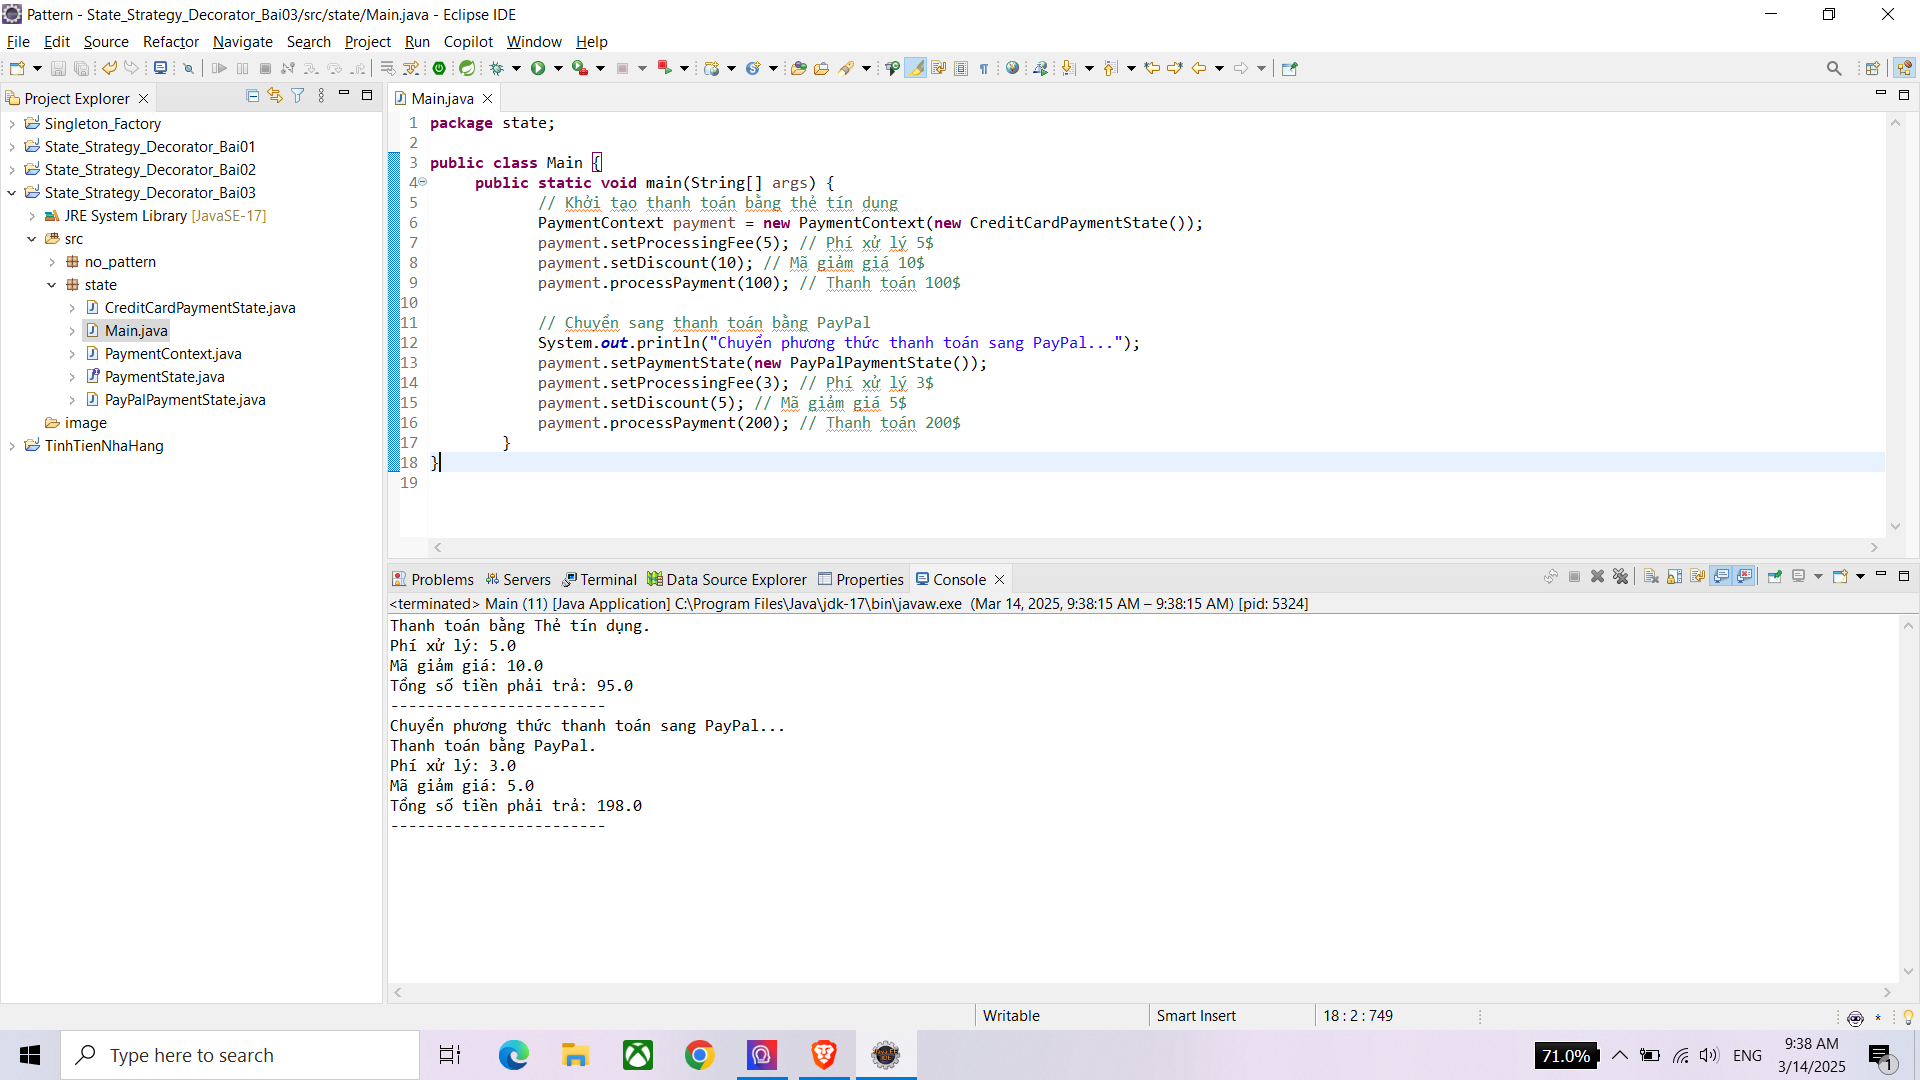 Pattern - State_Strategy_Decorator_Bai03/src/state/Main.java - Eclipse IDE
File Edit Source Refactor Navigate Search Project Run Copilot Window Help
Project Explorer
Singleton_Factory
State_Strategy_Decorator_Bai01
State_Strategy_Decorator_Bai02
State_Strategy_Decorator_Bai03
JRE System Library [JavaSE-17]
src
no_pattern
state
CreditCardPaymentState.java
Main.java
PaymentContext.java
PaymentState.java
PayPalPaymentState.java
image
TinhTienNhaHang
Main.java
1 package state;
2
3 public class Main {
4 public static void main(String[] args) {
5 // Khởi tạo thanh toán bằng thẻ tín dụng
6 PaymentContext payment = new PaymentContext(new CreditCardPaymentState());
7 payment.setProcessingFee(5); // Phí xử lý 5$
8 payment.setDiscount(10); // Mã giảm giá 10$
9 payment.processPayment(100); // Thanh toán 100$
10
11 // Chuyển sang thanh toán bằng PayPal
12 System.out.println("Chuyển phương thức thanh toán sang PayPal...");
13 payment.setPaymentState(new PayPalPaymentState());
14 payment.setProcessingFee(3); // Phí xử lý 3$
15 payment.setDiscount(5); // Mã giảm giá 5$
16 payment.processPayment(200); // Thanh toán 200$
17 }
18 }
19
Problems Servers Terminal Data Source Explorer Properties Console
<terminated> Main (11) [Java Application] C:\Program Files\Java\jdk-17\bin\javaw.exe (Mar 14, 2025, 9:38:15 AM – 9:38:15 AM) [pid: 5324]
Thanh toán bằng Thẻ tín dụng.
Phí xử lý: 5.0
Mã giảm giá: 10.0
Tổng số tiền phải trả: 95.0
------------------------
Chuyển phương thức thanh toán sang PayPal...
Thanh toán bằng PayPal.
Phí xử lý: 3.0
Mã giảm giá: 5.0
Tổng số tiền phải trả: 198.0
------------------------
Writable Smart Insert 18 : 2 : 749
Type here to search
71.0% ENG 9:38 AM
3/14/2025
1